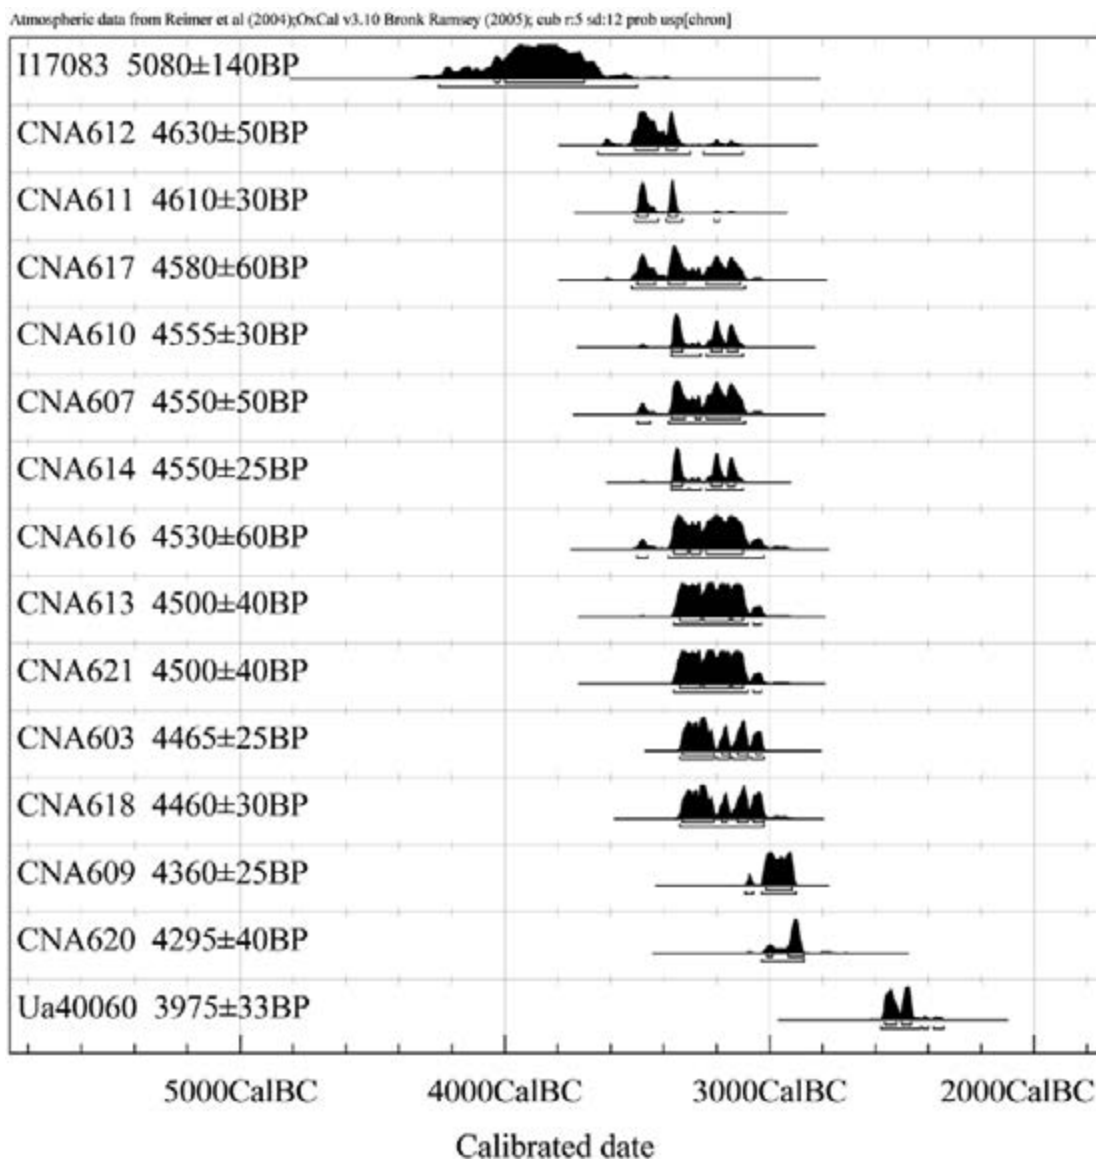 Atmospheric data from Reimer et al (2004);OxCal v3.10 Bronk Ramsey (2005); cub r:5 sd:12 prob usp[chron]
I17083 5080±140BP
CNA612 4630±50BP
CNA611 4610±30BP
CNA617 4580±60BP
CNA610 4555±30BP
CNA607 4550±50BP
CNA614 4550±25BP
CNA616 4530±60BP
CNA613 4500±40BP
CNA621 4500±40BP
CNA603 4465±25BP
CNA618 4460±30BP
CNA609 4360±25BP
CNA620 4295±40BP
Ua40060 3975±33BP
5000CalBC 4000CalBC 3000CalBC 2000CalBC
Calibrated date